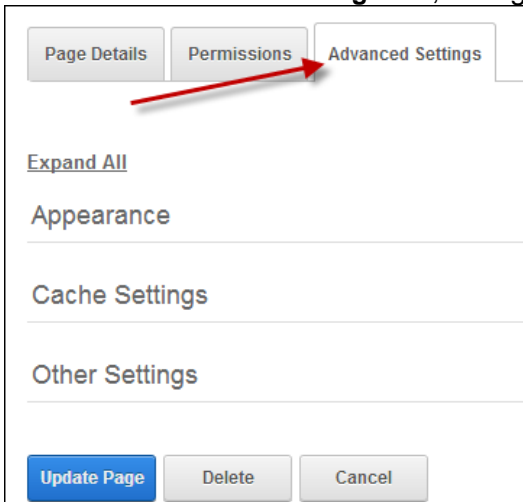 Page Details Permissions Advanced Settings
Expand All
Appearance
Cache Settings
Other Settings
Update Page Delete Cancel